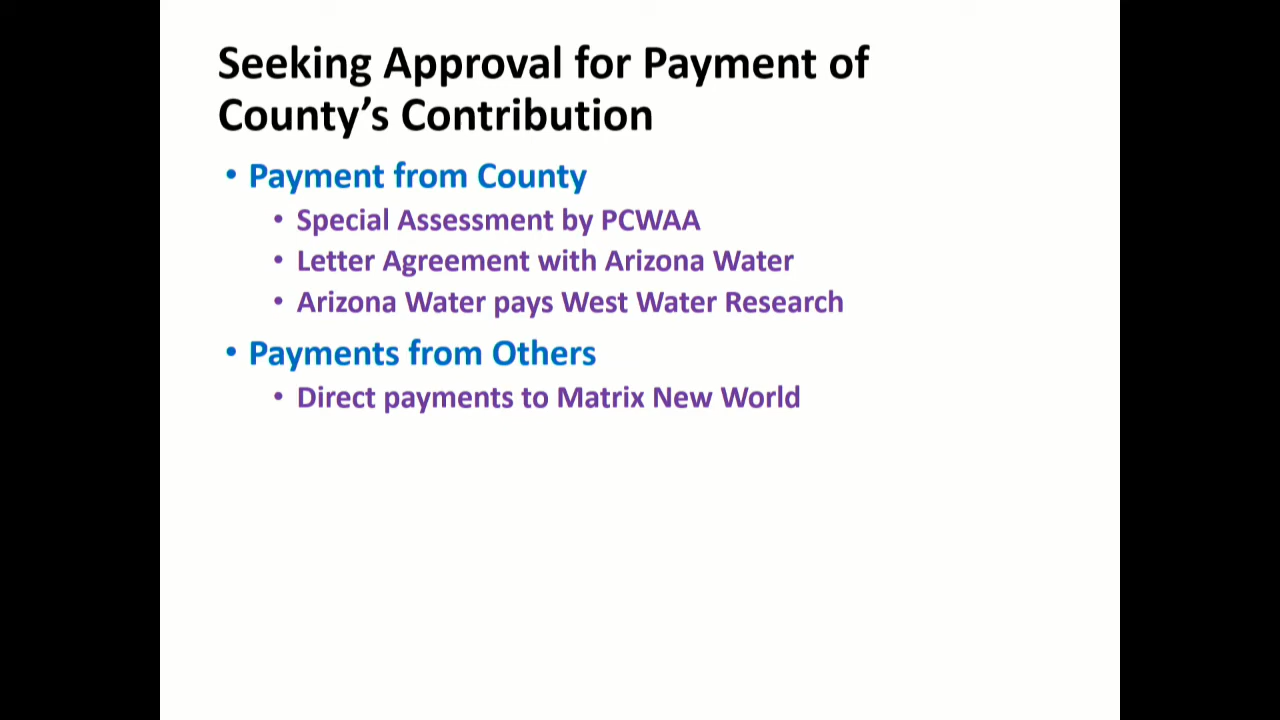 Seeking Approval for Payment of
County’s Contribution
• Payment from County
• Special Assessment by PCWAA
• Letter Agreement with Arizona Water
• Arizona Water pays West Water Research
• Payments from Others
• Direct payments to Matrix New World